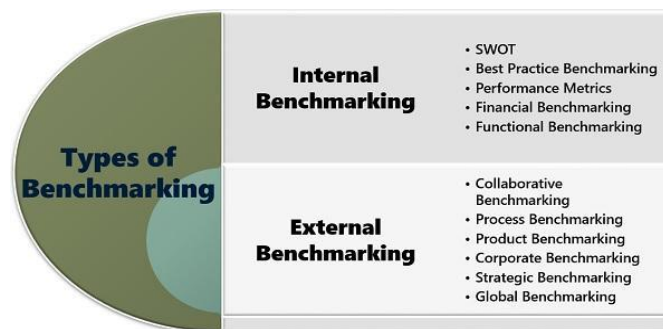 Types of
Benchmarking
Internal
Benchmarking
• SWOT
• Best Practice Benchmarking
• Performance Metrics
• Financial Benchmarking
• Functional Benchmarking
External
Benchmarking
• Collaborative
Benchmarking
• Process Benchmarking
• Product Benchmarking
• Corporate Benchmarking
• Strategic Benchmarking
• Global Benchmarking